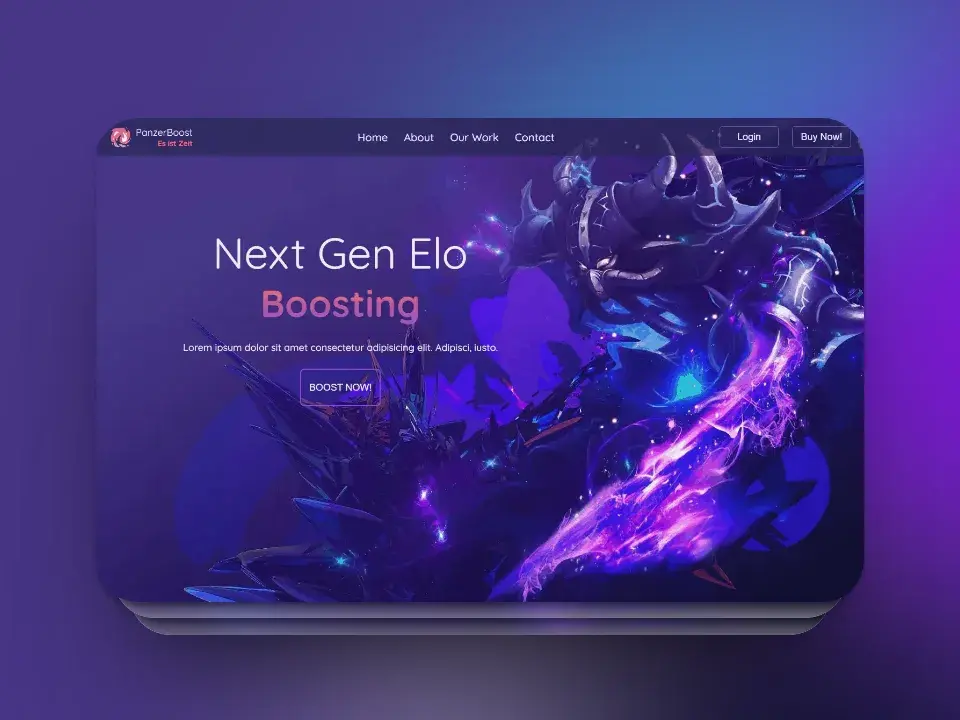 PanzerBoost
Es ist Zeit
Home About Our Work Contact
Login Buy Now!
Next Gen Elo
Boosting
Lorem ipsum dolor sit amet consectetur adipisicing elit. Adipisci, iusto.
BOOST NOW!